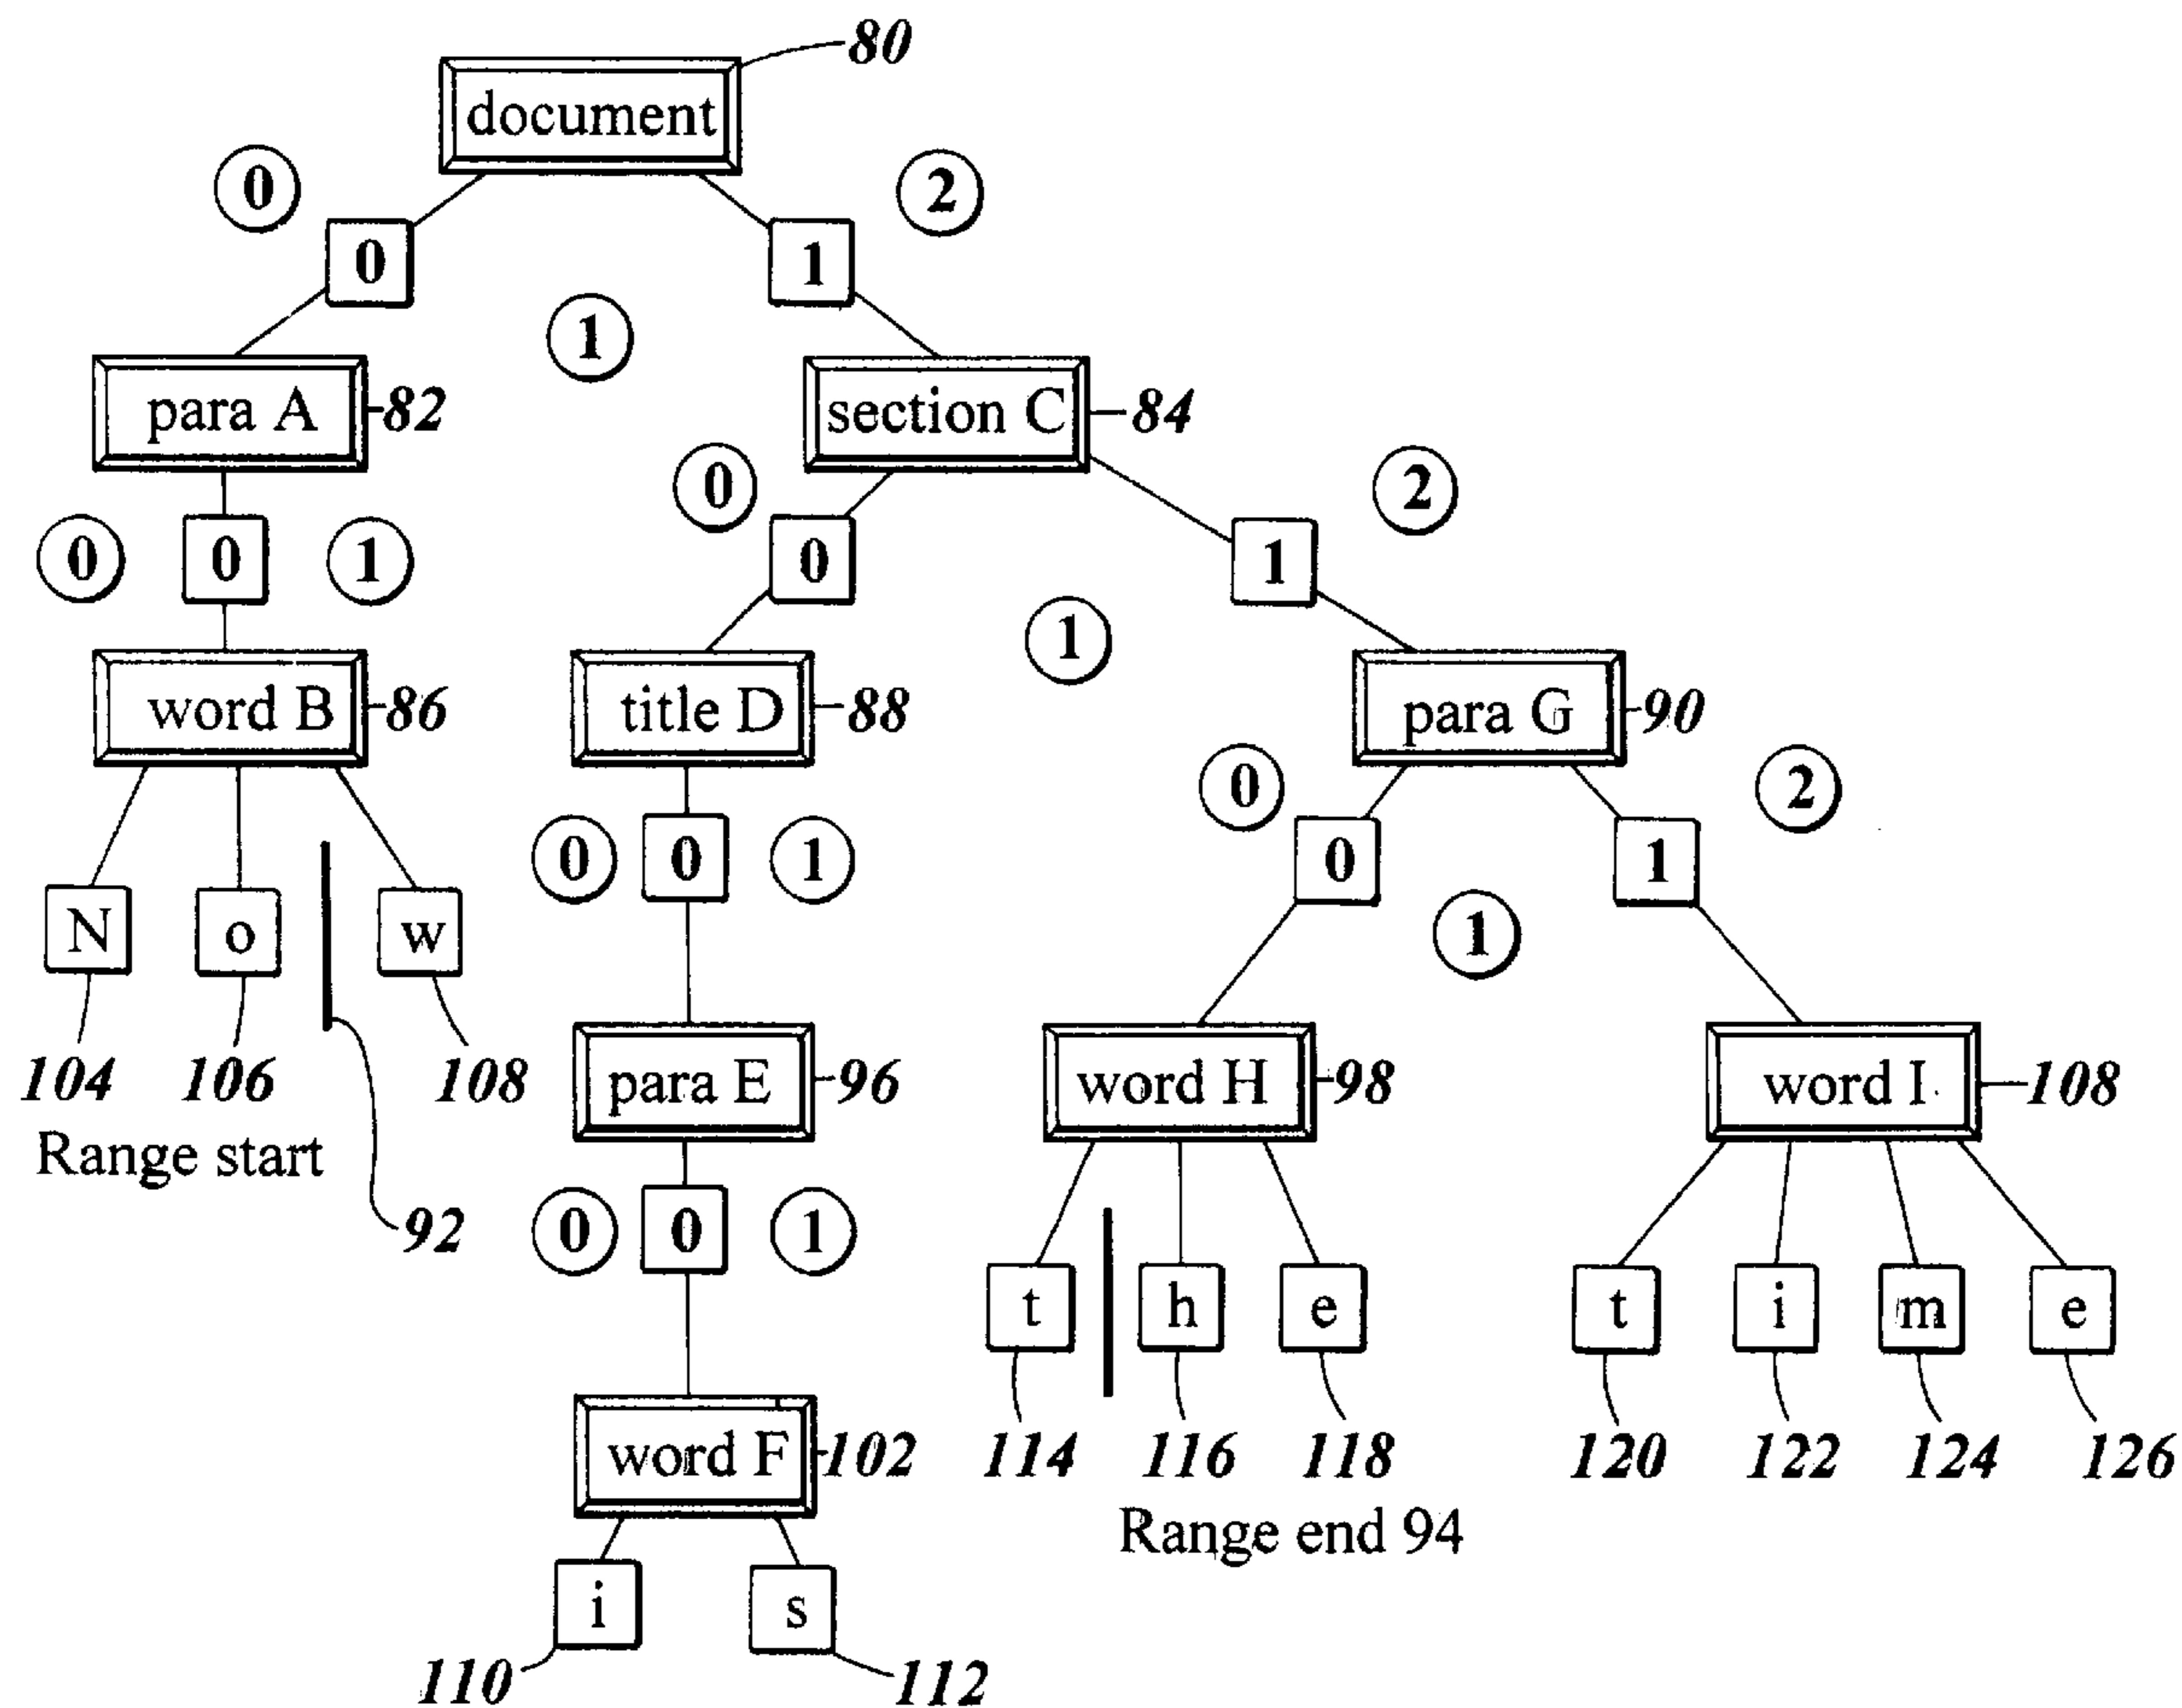 80
document
0 2
0 1
1
para A 82 section C 84
0 2
0 0 1 0 1
1
word B 86 title D 88 para G 90
0 2
0 0 1 0 1
N o w 1
104 106 108 para E 96 word H 98 word I 108
Range start
92 0 0 1
t h e t i m e
word F 102 114 116 118 120 122 124 126
Range end 94
i s
110 112